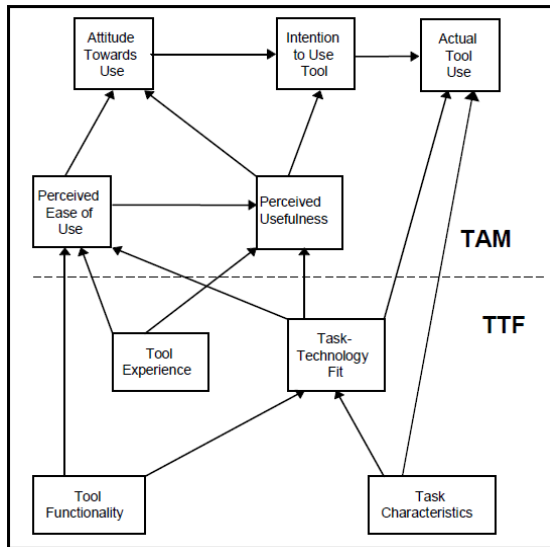 Attitude
Towards
Use
Intention
to Use
Tool
Actual
Tool
Use
Perceived
Ease of
Use
Perceived
Usefulness
TAM
TTF
Tool
Experience
Task-
Technology
Fit
Tool
Functionality
Task
Characteristics